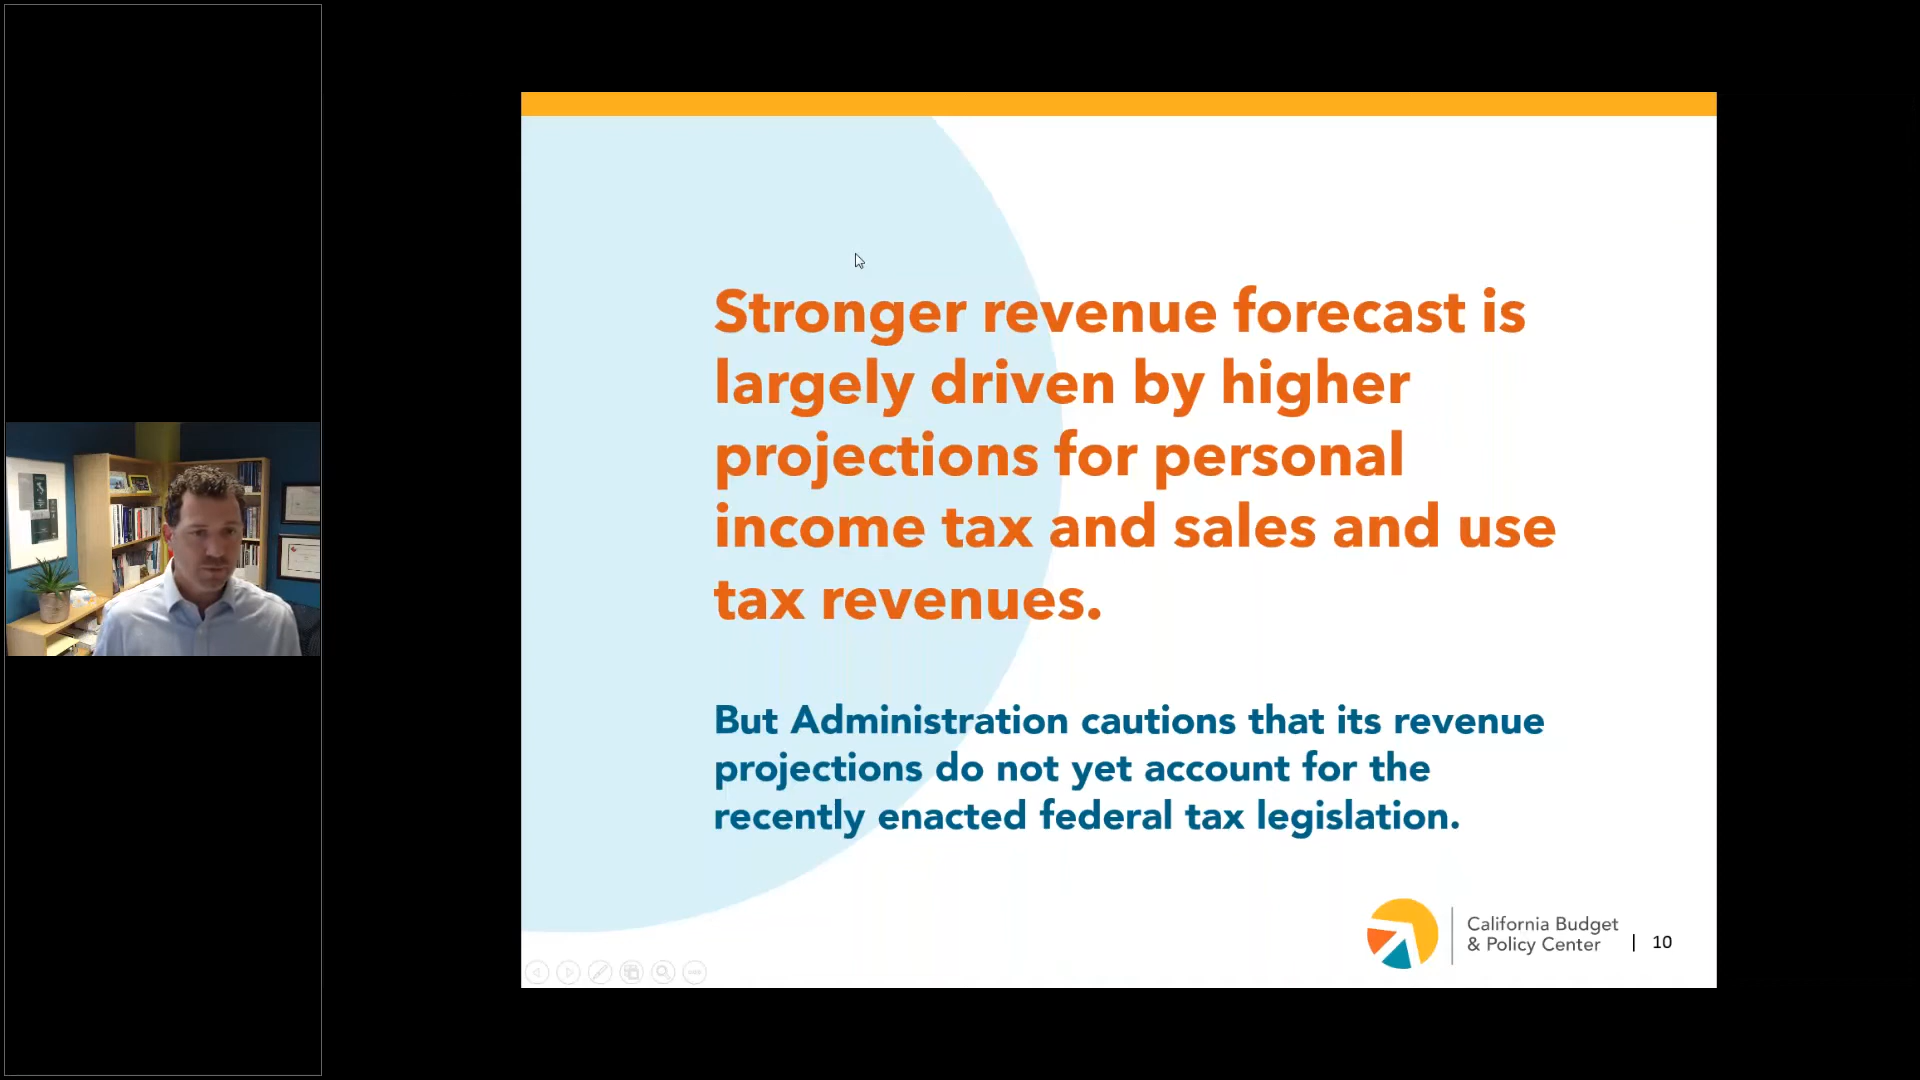 Stronger revenue forecast is
largely driven by higher
projections for personal
income tax and sales and use
tax revenues.
But Administration cautions that its revenue
projections do not yet account for the
recently enacted federal tax legislation.
California Budget
& Policy Center | 10